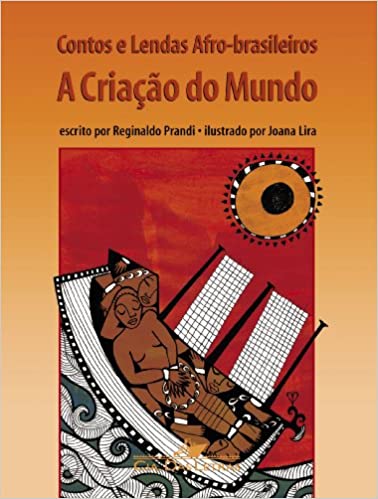 Contos e Lendas Afro-brasileiros
A Criação do Mundo
escrito por Reginaldo Prandi • ilustrado por Joana Lira